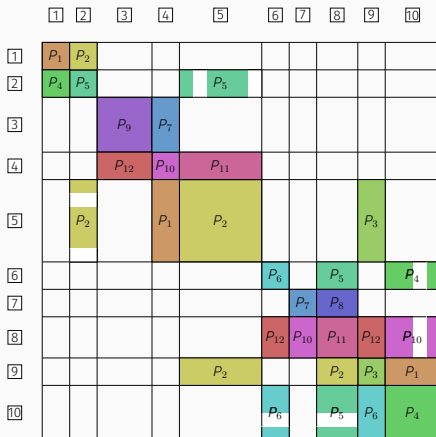 1 2 3 4 5 6 7 8 9 10
1 P₁ P₂
2 P₄ P₅ P₅
3 P₉ P₇
4 P₁₂ P₁₀ P₁₁
5 P₂ P₁ P₂ P₃
6 P₆ P₅ P₄
7 P₇ P₈
8 P₁₂ P₁₀ P₁₁ P₁₂ P₁₀
9 P₂ P₂ P₃ P₁
10 P₆ P₅ P₆ P₄